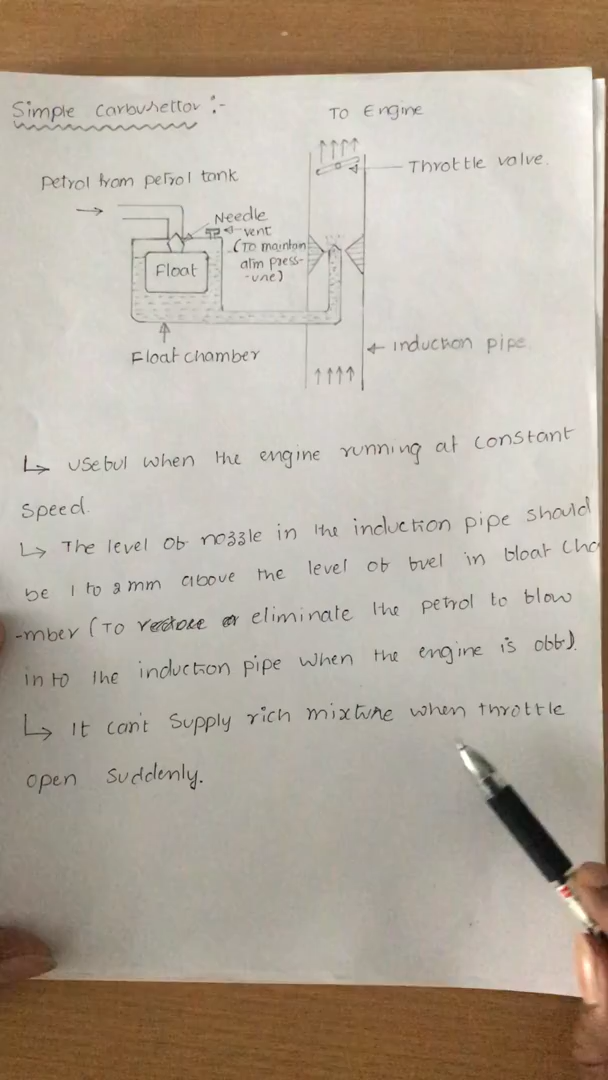 Simple Carburettor :-
To Engine
Throttle valve.
Petrol from petrol tank
Needle
vent
(To maintan
atm press-
-ure)
Float
Float chamber
induction pipe.
↳ Useful when the engine running at constant
speed.
↳ The level of nozzle in the induction pipe should
be 1 to 2 mm above the level of fuel in float cha
-mber (To eliminate the petrol to blow
in to the induction pipe when the engine is off).
↳ It can't supply rich mixture when throttle
open suddenly.